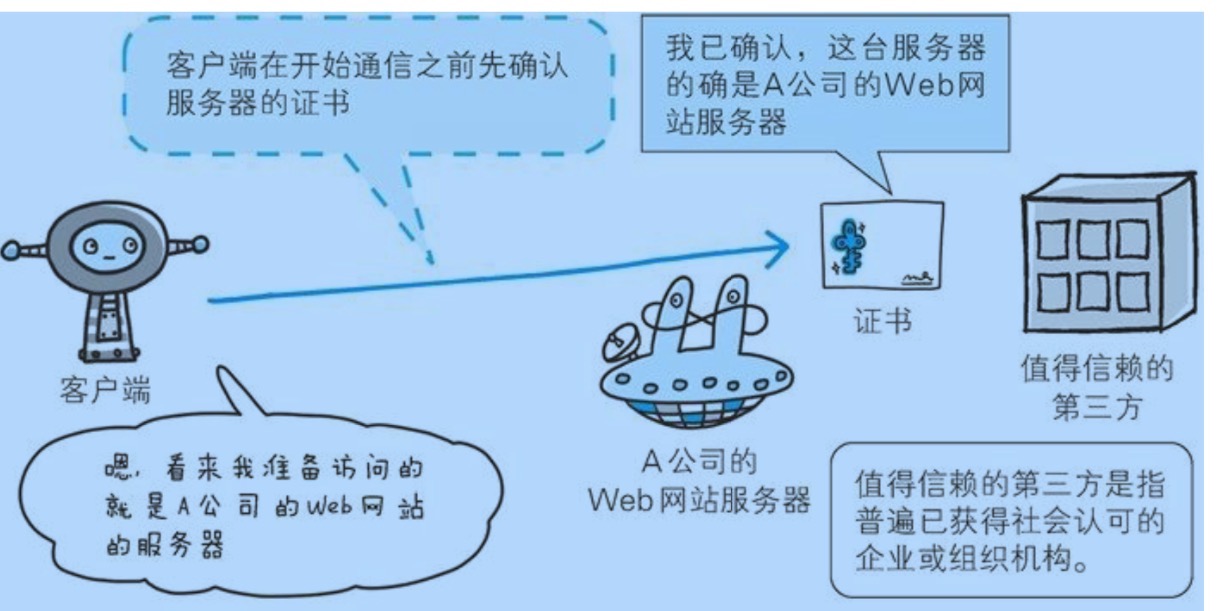 客户端在开始通信之前先确认
服务器的证书
我已确认，这台服务器
的确是A公司的Web网
站服务器
证书
值得信赖的
第三方
客户端
嗯，看来我准备访问的
就是A公司的Web网站
的服务器
A公司的
Web网站服务器
值得信赖的第三方是指
普遍已获得社会认可的
企业或组织机构。